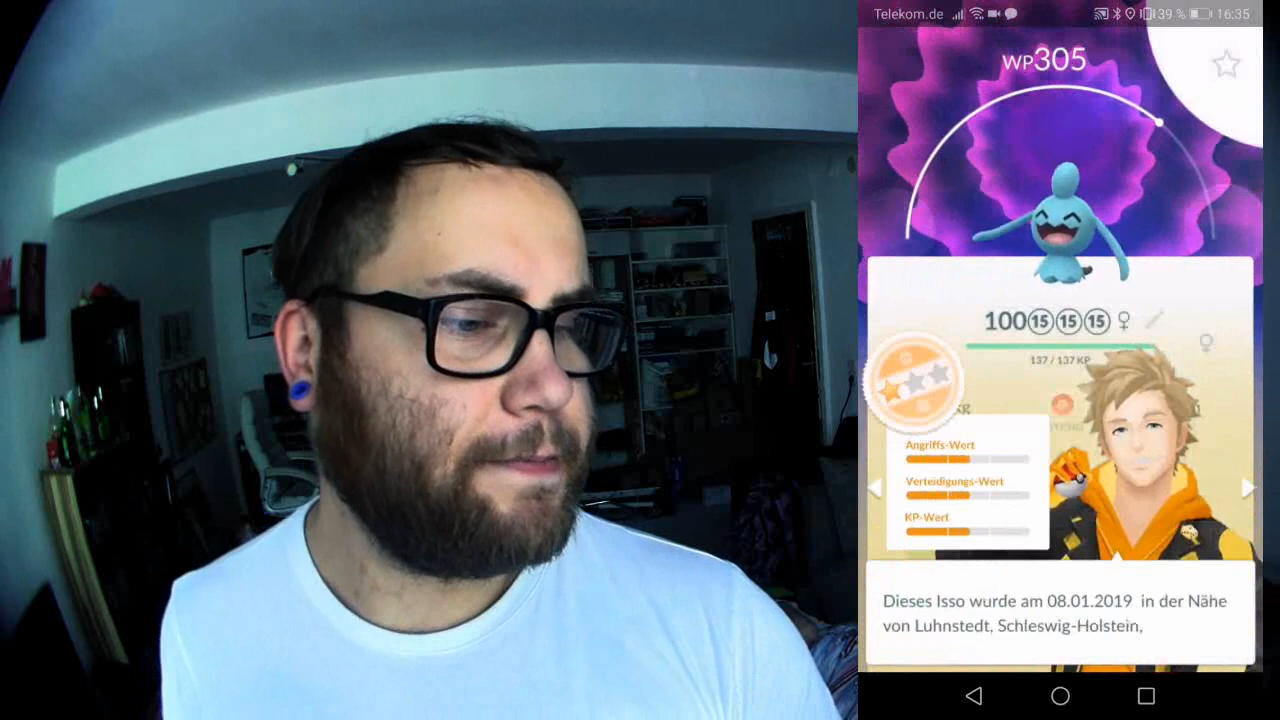 Telekom.de 39 % 16:35
WP305
100 15 15 15 ♀
137 / 137 KP
kg
Angriffs-Wert
Verteidigungs-Wert
KP-Wert
Dieses Isso wurde am 08.01.2019 in der Nähe
von Luhnstedt, Schleswig-Holstein,